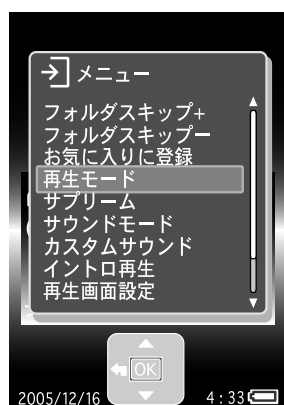 メニュー
フォルダスキップ+
フォルダスキップー
お気に入りに登録
再生モード
サプリーム
サウンドモード
カスタムサウンド
イントロ再生
再生画面設定
OK
2005/12/16 4:33